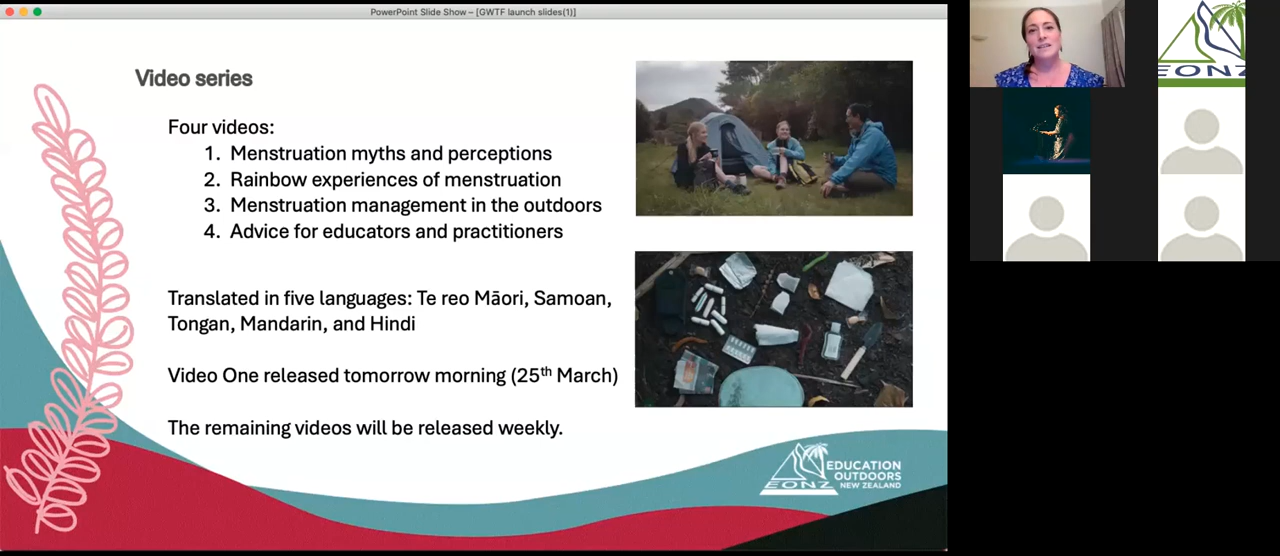 PowerPoint Slide Show – [GWTF launch slides(1)]
Video series
Four videos:
1. Menstruation myths and perceptions
2. Rainbow experiences of menstruation
3. Menstruation management in the outdoors
4. Advice for educators and practitioners
Translated in five languages: Te reo Māori, Samoan,
Tongan, Mandarin, and Hindi
Video One released tomorrow morning (25th March)
The remaining videos will be released weekly.
EONZ
EDUCATION
OUTDOORS
NEW ZEALAND
EONZ